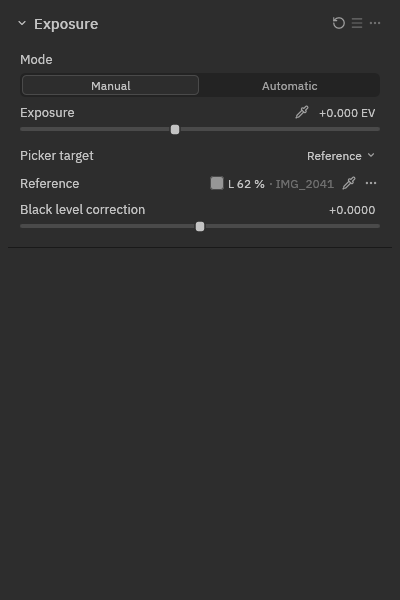 Exposure
Mode
Manual Automatic
Exposure +0.000 EV
Picker target Reference
Reference L 62 % · IMG_2041
Black level correction +0.0000